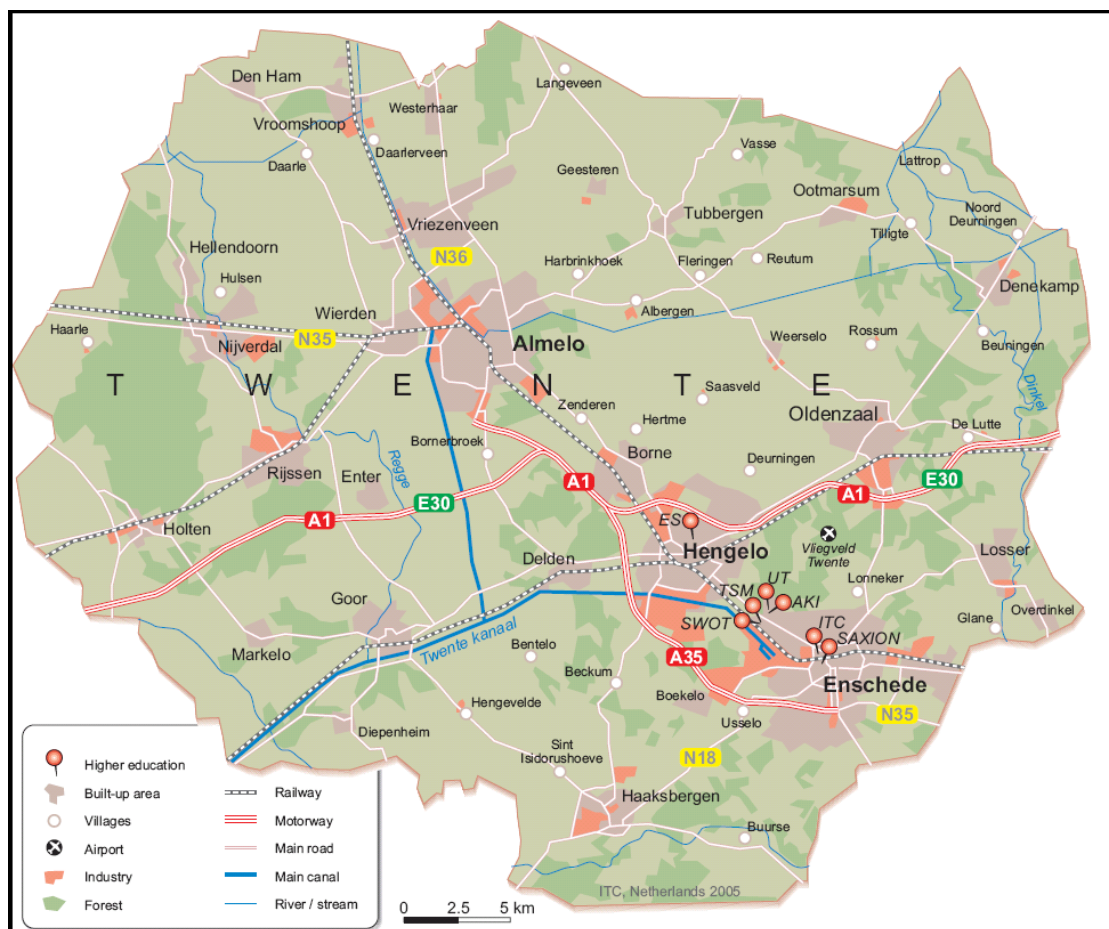 Den Ham
Langeveen
Westerhaar
Vroomshoop
Daarlerveen
Daarle
Vasse
Lattrop
Geesteren
Ootmarsum
Noord
Deurningen
Tubbergen
Vriezenveen
Tilligte
Hellendoorn
N36
Harbrinkhoek
Fleringen
Reutum
Hulsen
Denekamp
Wierden
Albergen
Haarle
N35
Nijverdal
Almelo
Weerselo
Rossum
Beuningen
T W E N T E
Saasveld
Dinkel
Zenderen
Hertme
Oldenzaal
De Lutte
Bornerbroek
Borne
Rijssen
Enter
Regge
Deurningen
A1
E30
A1
E30
A1
Holten
ES
Hengelo
Vliegveld
Twente
Losser
Delden
UT
TSM
AKI
Lonneker
Goor
SWOT
ITC
SAXION
Glane
Overdinkel
Markelo
Twente kanaal
Bentelo
A35
Beckum
Enschede
Boekelo
Hengevelde
Usselo
N35
Diepenheim
Sint
Isidorushoeve
N18
Haaksbergen
Buurse
Higher education
Built-up area
Villages
Airport
Industry
Forest
Railway
Motorway
Main road
Main canal
River / stream
0 2.5 5 km
ITC, Netherlands 2005